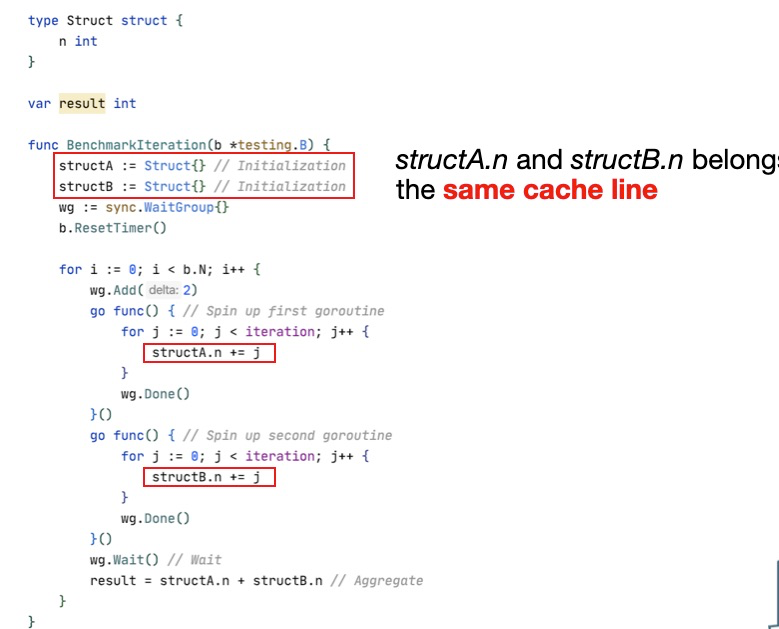 type Struct struct {
n int
}
var result int
func BenchmarkIteration(b *testing.B) {
structA := Struct{} // Initialization
structB := Struct{} // Initialization
wg := sync.WaitGroup{}
b.ResetTimer()
structA.n and structB.n belongs
the same cache line
for i := 0; i < b.N; i++ {
wg.Add( delta: 2)
go func() { // Spin up first goroutine
for j := 0; j < iteration; j++ {
structA.n += j
}
wg.Done()
}()
go func() { // Spin up second goroutine
for j := 0; j < iteration; j++ {
structB.n += j
}
wg.Done()
}()
wg.Wait() // Wait
result = structA.n + structB.n // Aggregate
}
}